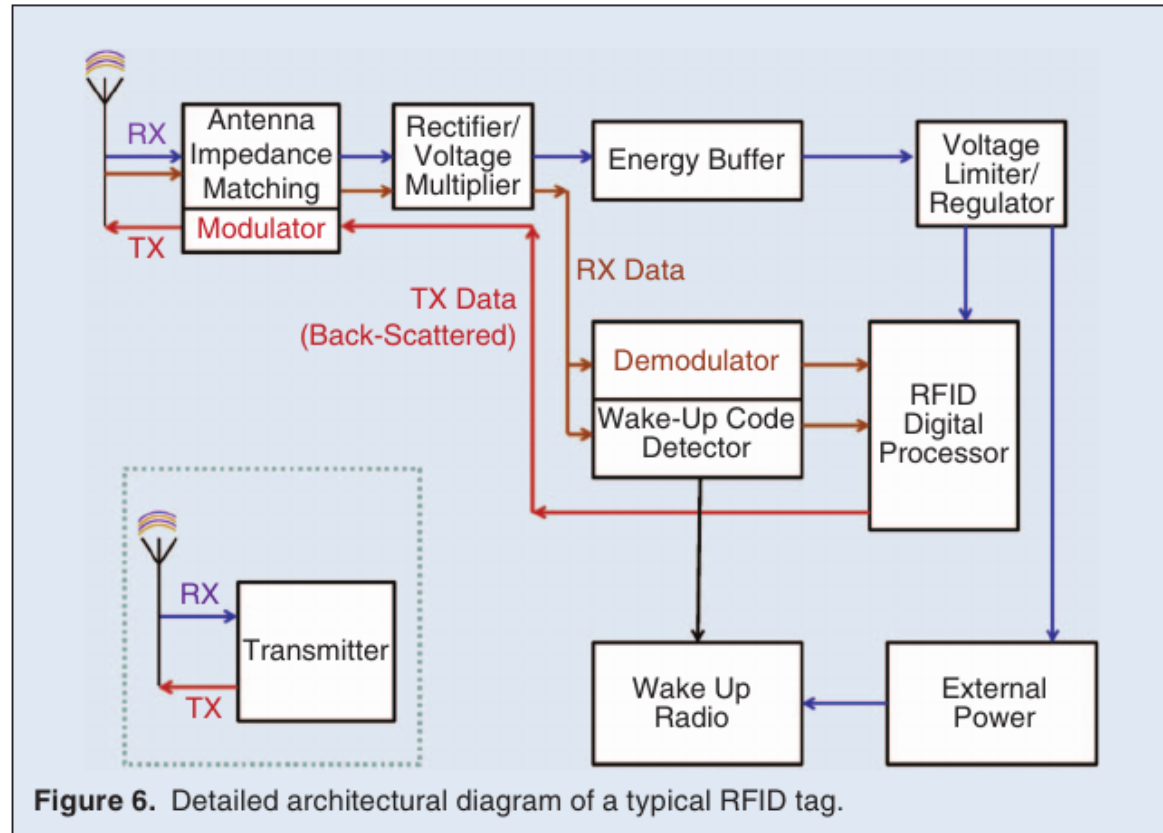 RX
TX
Antenna
Impedance
Matching
Modulator
Rectifier/
Voltage
Multiplier
Energy Buffer
Voltage
Limiter/
Regulator
RX Data
TX Data
(Back-Scattered)
Demodulator
Wake-Up Code
Detector
RFID
Digital
Processor
RX
TX
Transmitter
Wake Up
Radio
External
Power
Figure 6. Detailed architectural diagram of a typical RFID tag.